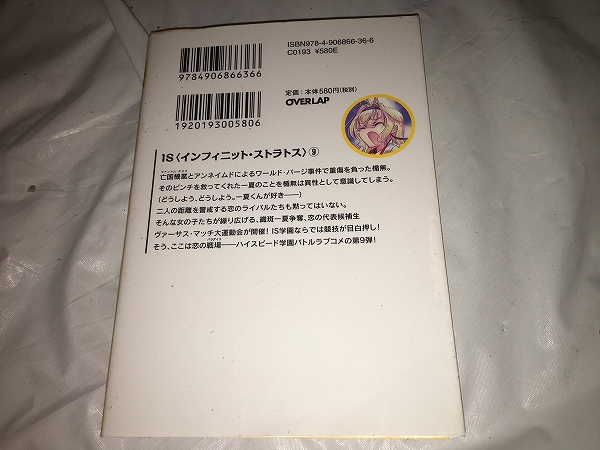 ISBN978-4-906866-36-6
C0193 ¥580E
9784906866366
定価：本体580円(税別)
OVERLAP
1920193005806
IS〈インフィニット・ストラトス〉⑨
亡国機業とアンネイムドによるワールド・パージ事件で重傷を負った楯無。
そのピンチを救ってくれた一夏のことを楯無は異性として意識してしまう。
(どうしよう、どうしよう。一夏くんが好き――)
二人の距離を警戒する恋のライバルたちも黙ってはいない。
そんな女の子たちが繰り広げる、織斑一夏争奪、恋の代表候補生
ヴァーサス・マッチ大運動会が開催！IS学園ならでは競技が目白押し！
そう、ここは恋の戦場――ハイスピード学園バトルラブコメの第9弾！